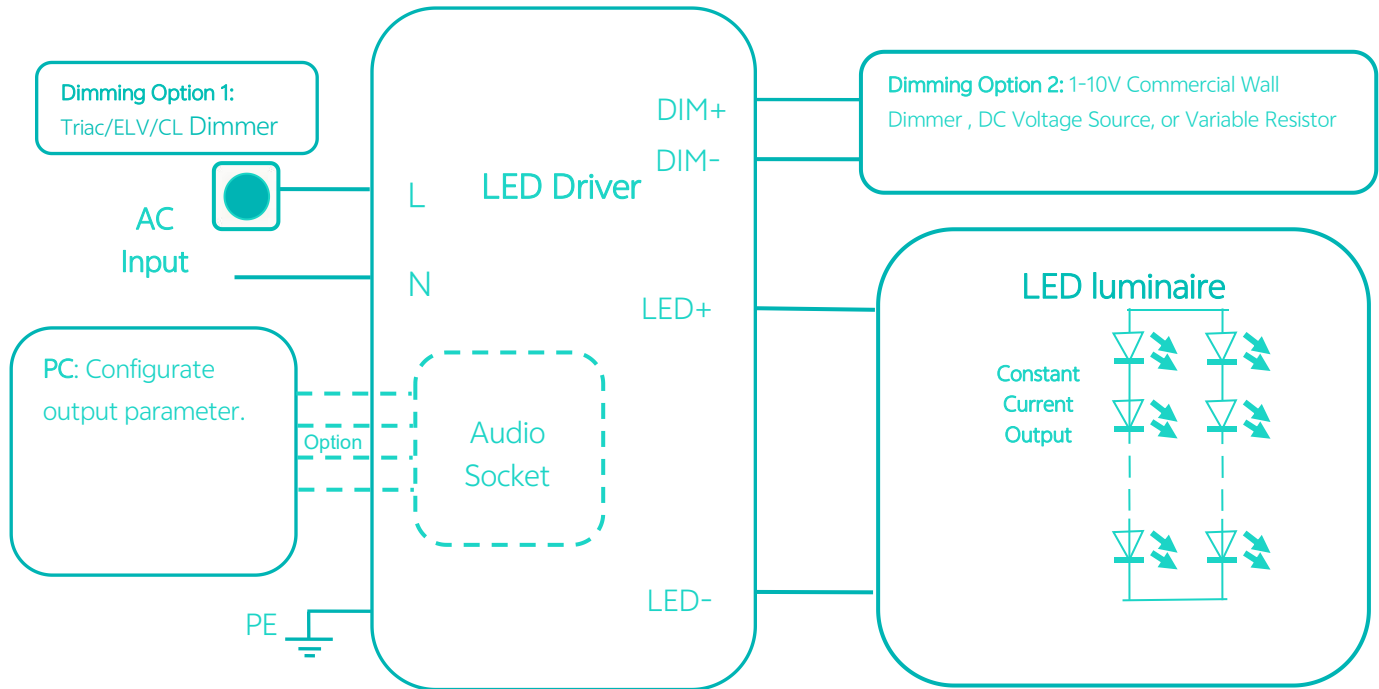 Dimming Option 1:
Triac/ELV/CL Dimmer
AC
Input
L
N
LED Driver
DIM+
DIM-
LED+
LED-
Dimming Option 2: 1-10V Commercial Wall
Dimmer , DC Voltage Source, or Variable Resistor
LED luminaire
Constant
Current
Output
PC: Configurate
output parameter.
Option
Audio
Socket
PE